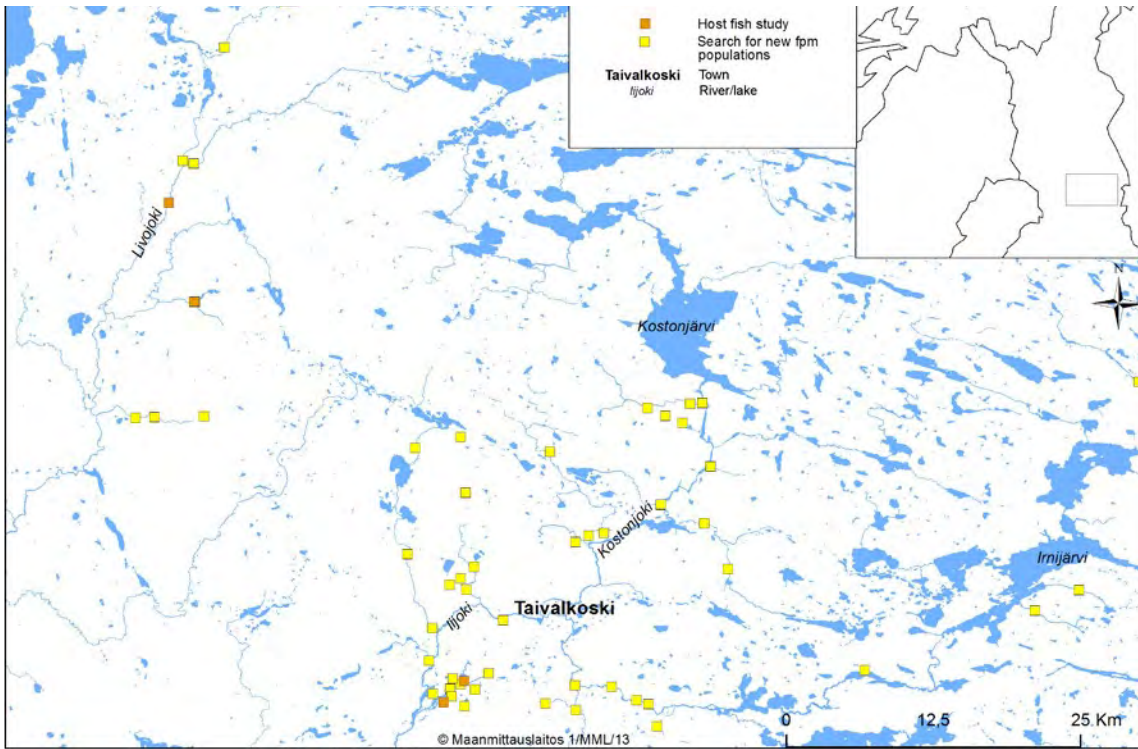 Host fish study
Search for new fpm
populations
Taivalkoski Town
Iijoki River/lake
Livojoki
N
Kostonjärvi
Kostonjoki
Irnijärvi
Iijoki
Taivalkoski
0 12,5 25 Km
© Maanmittauslaitos 1/MML/13